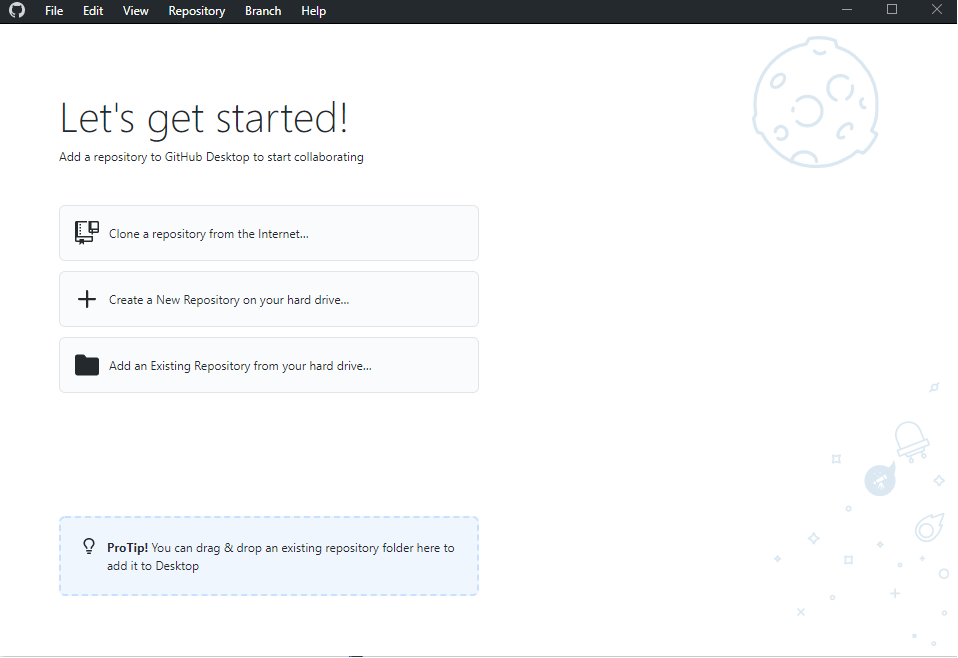 File Edit View Repository Branch Help
Let's get started!
Add a repository to GitHub Desktop to start collaborating
Clone a repository from the Internet...
Create a New Repository on your hard drive...
Add an Existing Repository from your hard drive...
ProTip! You can drag & drop an existing repository folder here to
add it to Desktop